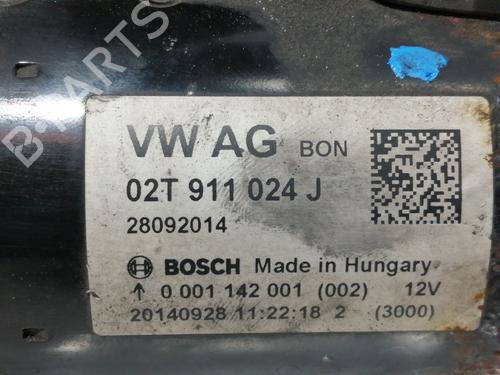 VW AG BON
02T 911 024 J
28092014
BOSCH Made in Hungary
↑ 0 001 142 001 (002) 12V
20140928 11:22:18 2 (3000)
B-PARTS